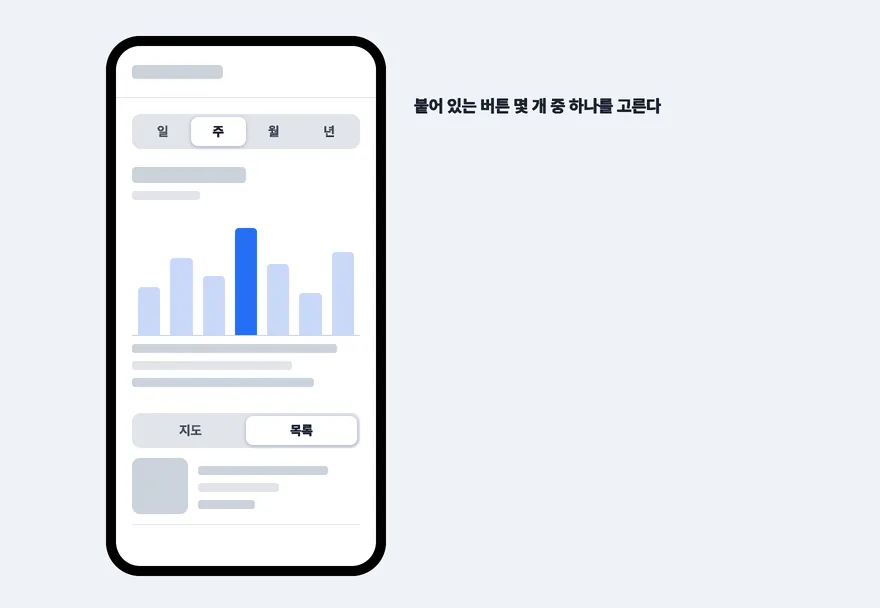 붙어 있는 버튼 몇 개 중 하나를 고른다
일 주 월 년
지도 목록